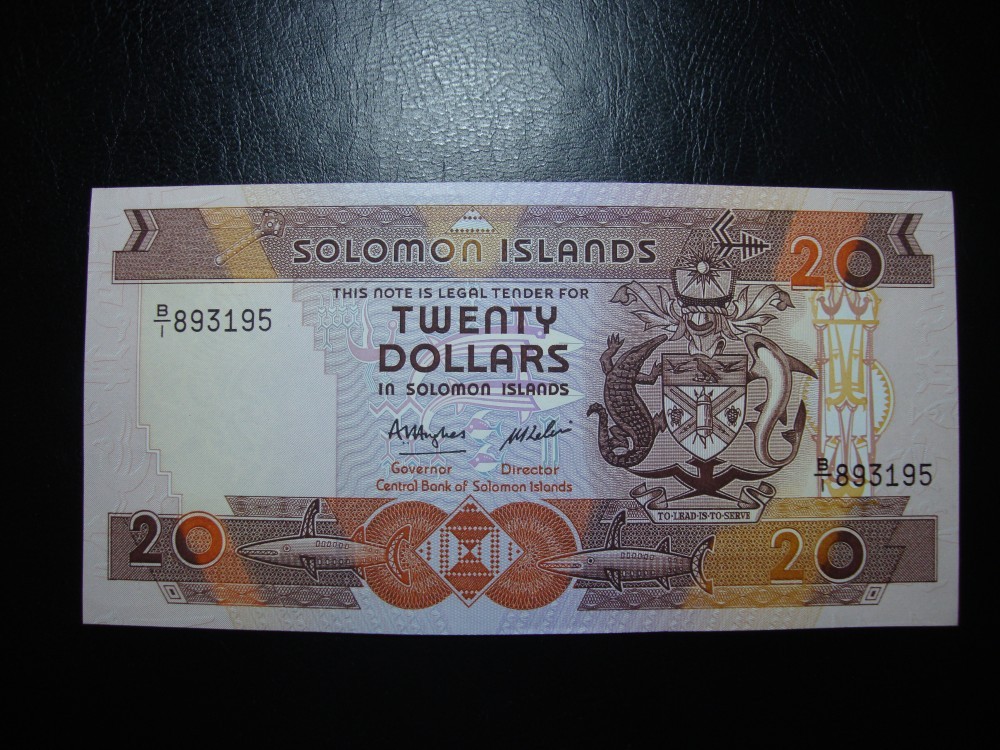 SOLOMON ISLANDS
20
THIS NOTE IS LEGAL TENDER FOR
B/1 893195
TWENTY
DOLLARS
IN SOLOMON ISLANDS
Governor Director
Central Bank of Solomon Islands
B/1 893195
TO·LEAD·IS·TO·SERVE
20
20